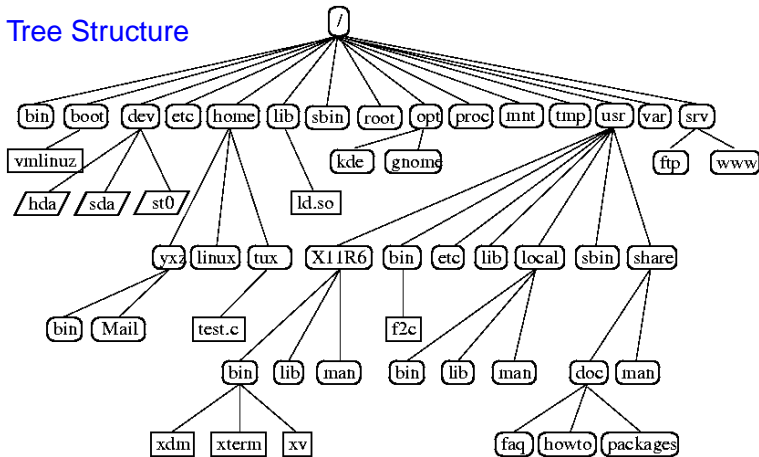 Tree Structure
/
bin boot dev etc home lib sbin root opt proc mnt tmp usr var srv
vmlinuz kde gnome ftp www
hda sda st0 ld.so
yxz linux tux X11R6 bin etc lib local sbin share
bin Mail test.c f2c
bin lib man bin lib man doc man
xdm xterm xv faq howto packages